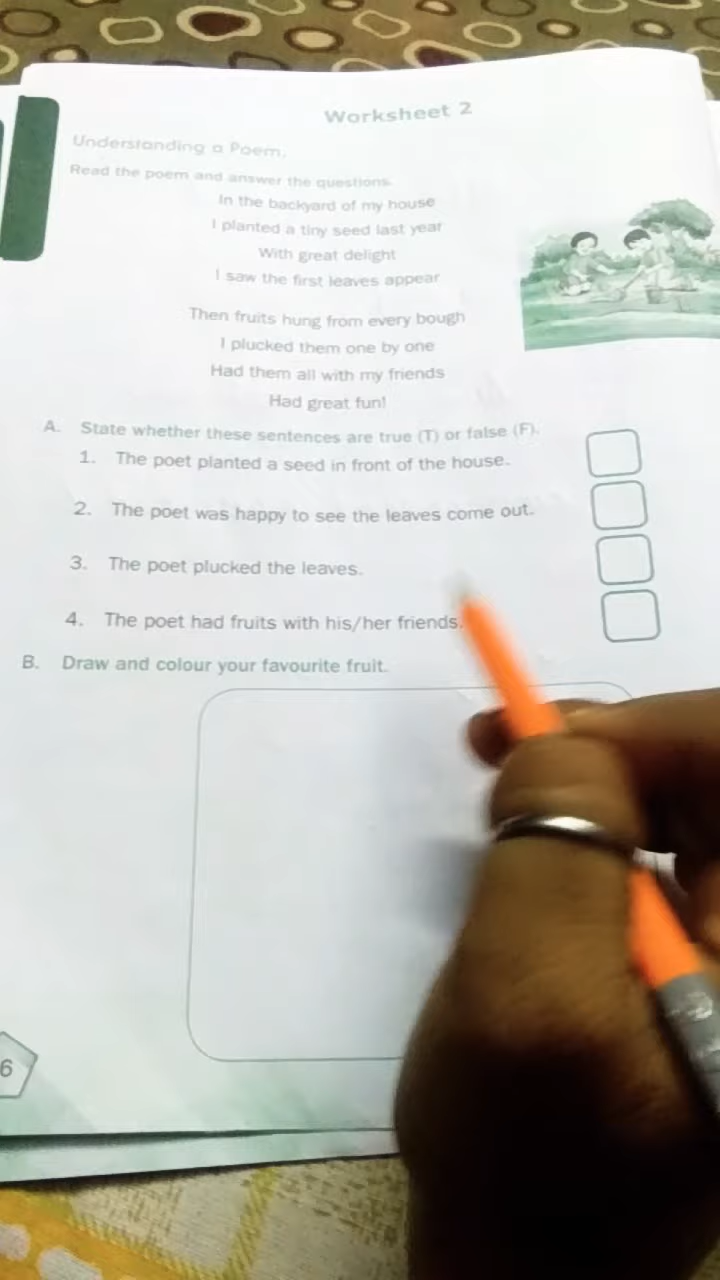 Worksheet 2
Understanding a Poem.
Read the poem and answer the questions.
In the backyard of my house
I planted a tiny seed last year
With great delight
I saw the first leaves appear
Then fruits hung from every bough
I plucked them one by one
Had them all with my friends
Had great fun!
A. State whether these sentences are true (T) or false (F).
1. The poet planted a seed in front of the house.
2. The poet was happy to see the leaves come out.
3. The poet plucked the leaves.
4. The poet had fruits with his/her friends.
B. Draw and colour your favourite fruit.
6